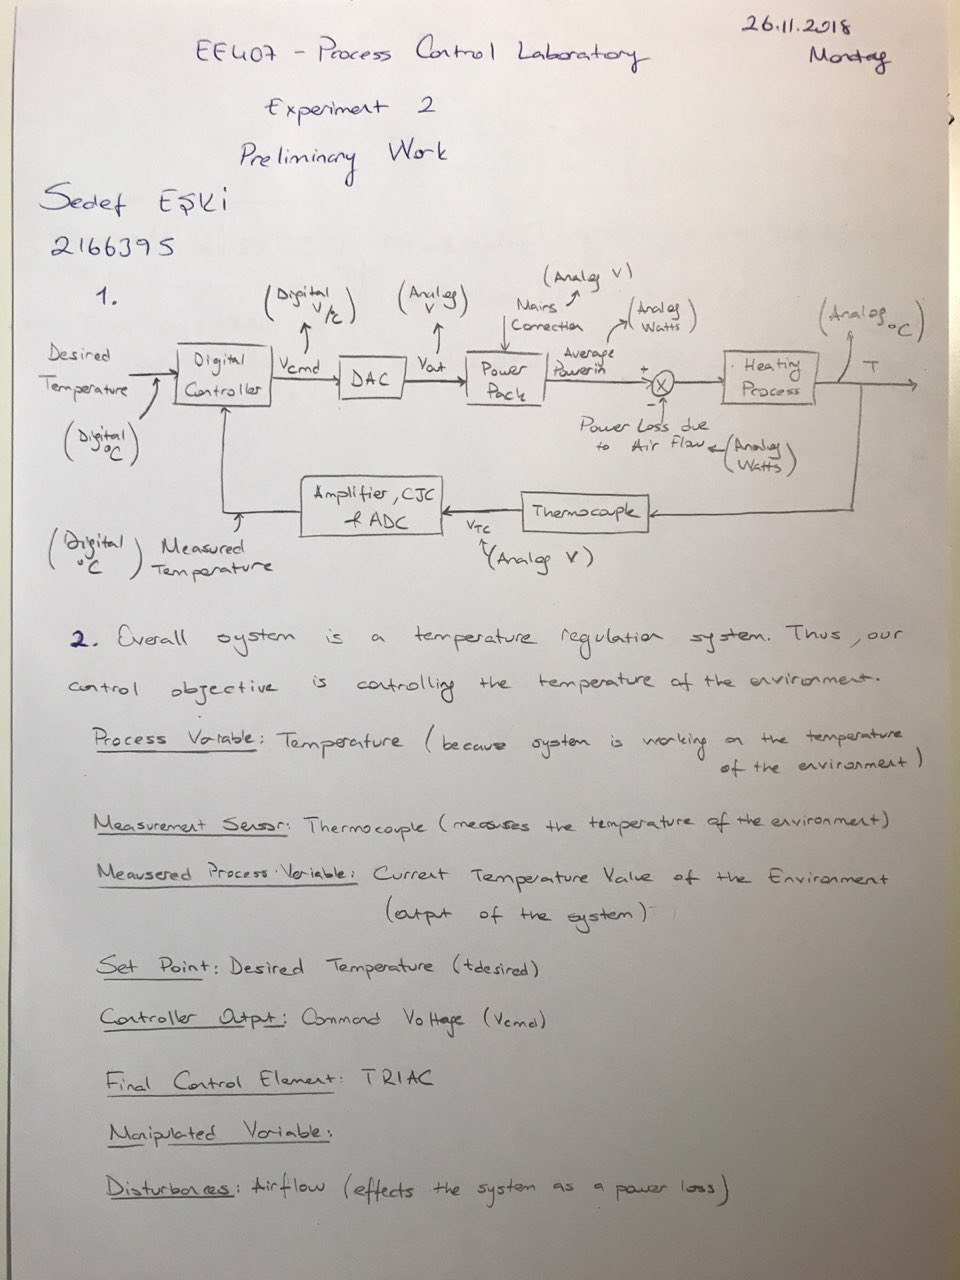 26.11.2018
Monday
EE407 - Process Control Laboratory
Experiment 2
Preliminary Work
Sedef EŞKİ
2166395
1.
(Digital V/c)
(Analog V)
(Analog V)
Mains Correction
(Analog Watts)
(Analog °C)
Desired Temperature
(Digital °C)
Digital Controller
Vcmd
DAC
Vout
Power Pack
Average Power in
+
X
-
Power Loss due to Air Flow
(Analog Watts)
Heating Process
T
Amplifier, CJC & ADC
VTC
(Analog V)
Thermocouple
(Digital °C)
Measured Temperature
2. Overall system is a temperature regulation system. Thus, our
control objective is controlling the temperature of the environment.
Process Variable: Temperature (because system is working on the temperature
of the environment)
Measurement Sensor: Thermocouple (measures the temperature of the environment)
Meausered Process Variable: Current Temperature Value of the Environment
(output of the system)
Set Point: Desired Temperature (tdesired)
Controller Output: Command Voltage (Vcmd)
Final Control Element: TRIAC
Manipulated Variable:
Disturbances: Airflow (effects the system as a power loss)